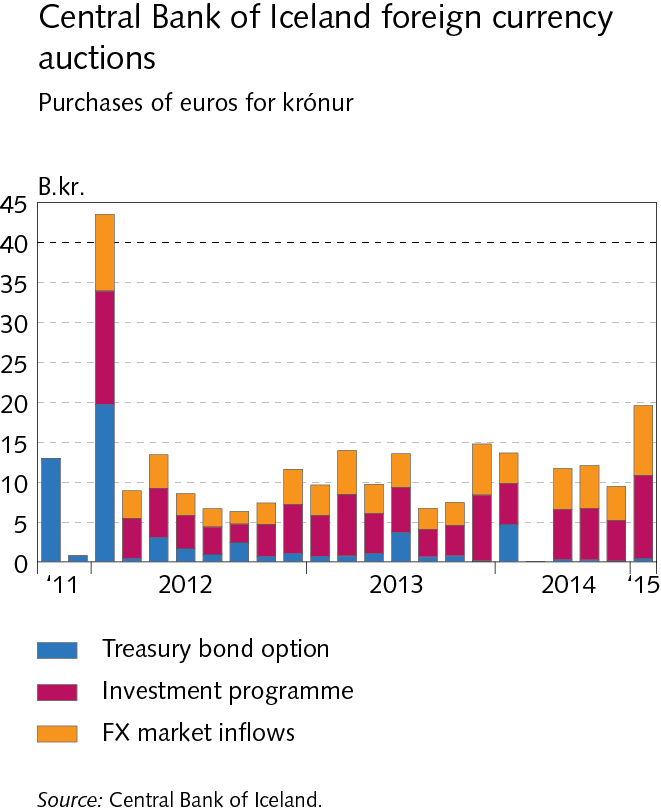 Central Bank of Iceland foreign currency
auctions
Purchases of euros for krónur
B.kr.
45
40
35
30
25
20
15
10
5
0
‘11 2012 2013 2014 ‘15
Treasury bond option
Investment programme
FX market inflows
Source: Central Bank of Iceland.